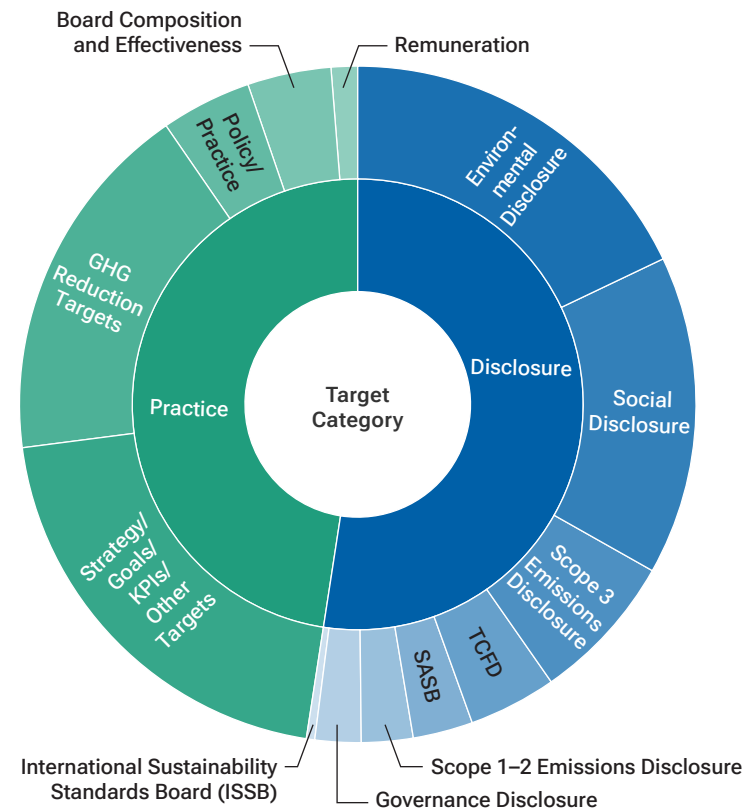 Board Composition
and Effectiveness
Remuneration
Policy/
Practice
Environ-
mental
Disclosure
GHG
Reduction
Targets
Disclosure
Practice
Target
Category
Social
Disclosure
Strategy/
Goals/
KPIs/
Other
Targets
Scope 3
Emissions
Disclosure
TCFD
SASB
International Sustainability
Standards Board (ISSB)
Scope 1–2 Emissions Disclosure
Governance Disclosure